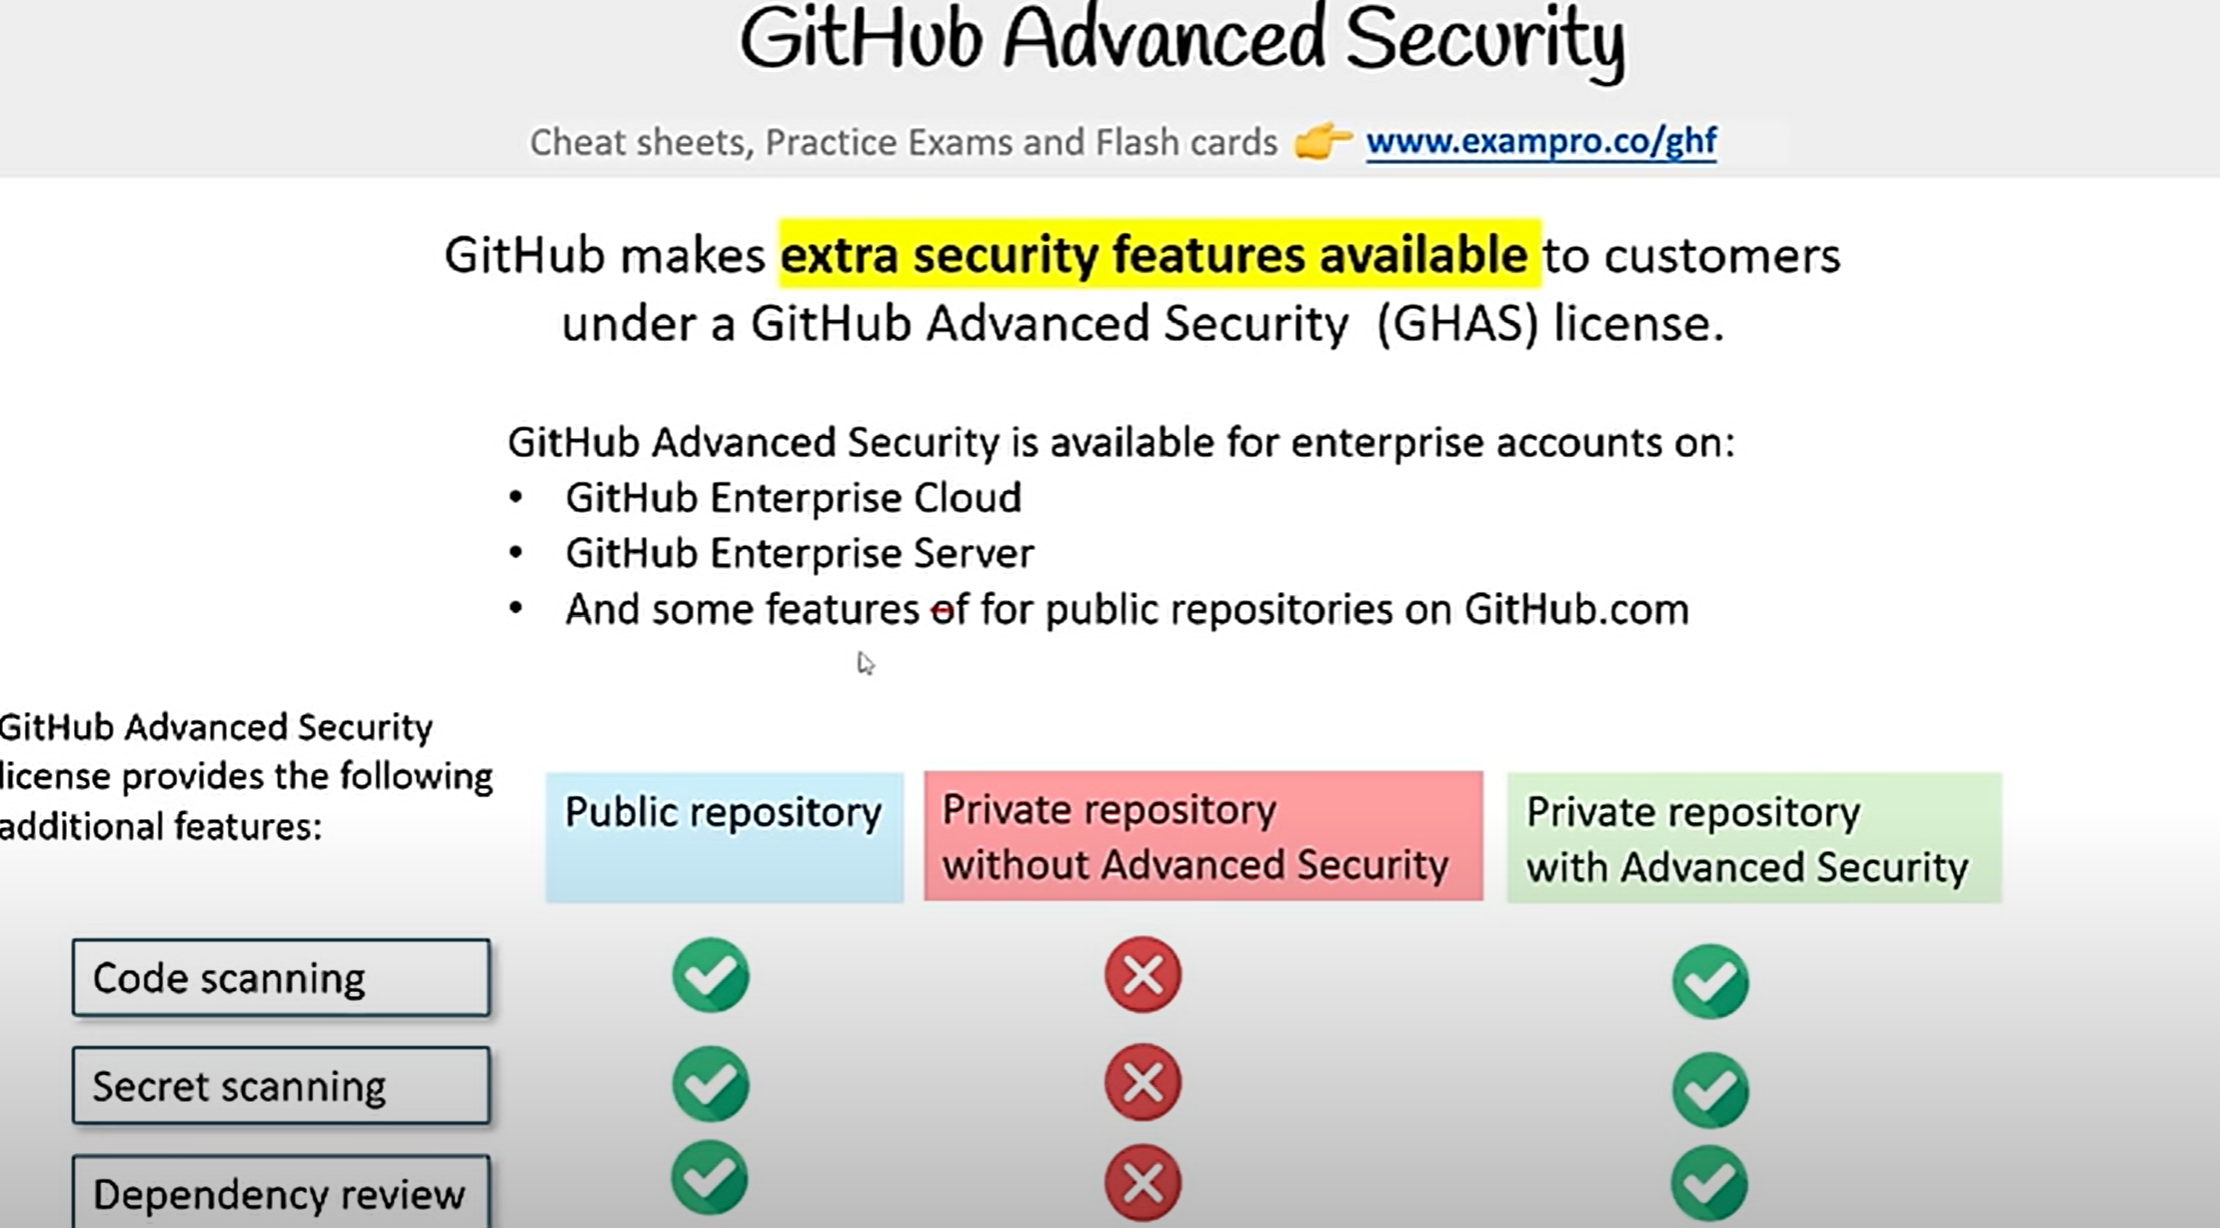 GitHub Advanced Security
Cheat sheets, Practice Exams and Flash cards 👉 www.exampro.co/ghf
GitHub makes extra security features available to customers
under a GitHub Advanced Security (GHAS) license.
GitHub Advanced Security is available for enterprise accounts on:
• GitHub Enterprise Cloud
• GitHub Enterprise Server
• And some features of for public repositories on GitHub.com
GitHub Advanced Security
license provides the following
additional features:
Public repository
Private repository
without Advanced Security
Private repository
with Advanced Security
Code scanning
Secret scanning
Dependency review